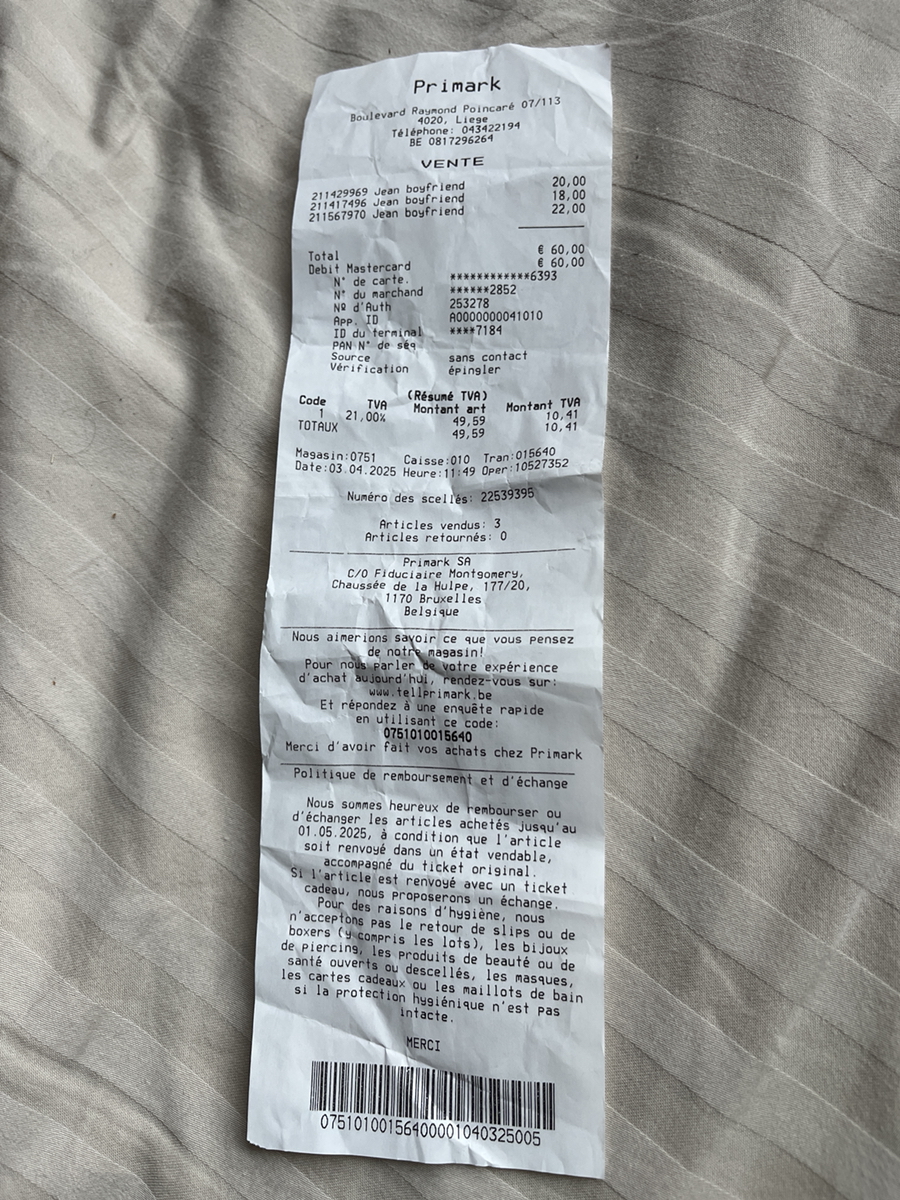 Primark
Boulevard Raymond Poincaré 07/113
4020, Liege
Téléphone: 043422194
BE 0817296264
VENTE
211429969 Jean boyfriend 20,00
211417496 Jean boyfriend 18,00
211567970 Jean boyfriend 22,00
Total € 60,00
Debit Mastercard € 60,00
N° de carte. ************6393
N° du marchand ******2852
Nº d'Auth 253278
App. ID A0000000041010
ID du terminal ****7184
PAN N° de séq
Source sans contact
Vérification épingler
(Résumé TVA)
Code TVA Montant art Montant TVA
1 21,00% 49,59 10,41
TOTAUX 49,59 10,41
Magasin:0751 Caisse:010 Tran:015640
Date:03.04.2025 Heure:11:49 Oper:10527352
Numéro des scellés: 22539395
Articles vendus: 3
Articles retournés: 0
Primark SA
C/O Fiduciaire Montgomery,
Chaussée de la Hulpe, 177/20,
1170 Bruxelles
Belgique
Nous aimerions savoir ce que vous pensez
de notre magasin!
Pour nous parler de votre expérience
d'achat aujourd'hui, rendez-vous sur:
www.tellprimark.be
Et répondez à une enquête rapide
en utilisant ce code:
0751010015640
Merci d'avoir fait vos achats chez Primark
Politique de remboursement et d'échange
Nous sommes heureux de rembourser ou
d'échanger les articles achetés jusqu'au
01.05.2025, à condition que l'article
soit renvoyé dans un état vendable,
accompagné du ticket original.
Si l'article est renvoyé avec un ticket
cadeau, nous proposerons un échange.
Pour des raisons d'hygiène, nous
n'acceptons pas le retour de slips ou de
boxers (y compris les lots), les bijoux
de piercing, les produits de beauté ou de
santé ouverts ou descellés, les masques,
les cartes cadeaux ou les maillots de bain
si la protection hygiénique n'est pas
intacte.
MERCI
07510100156400001040325005